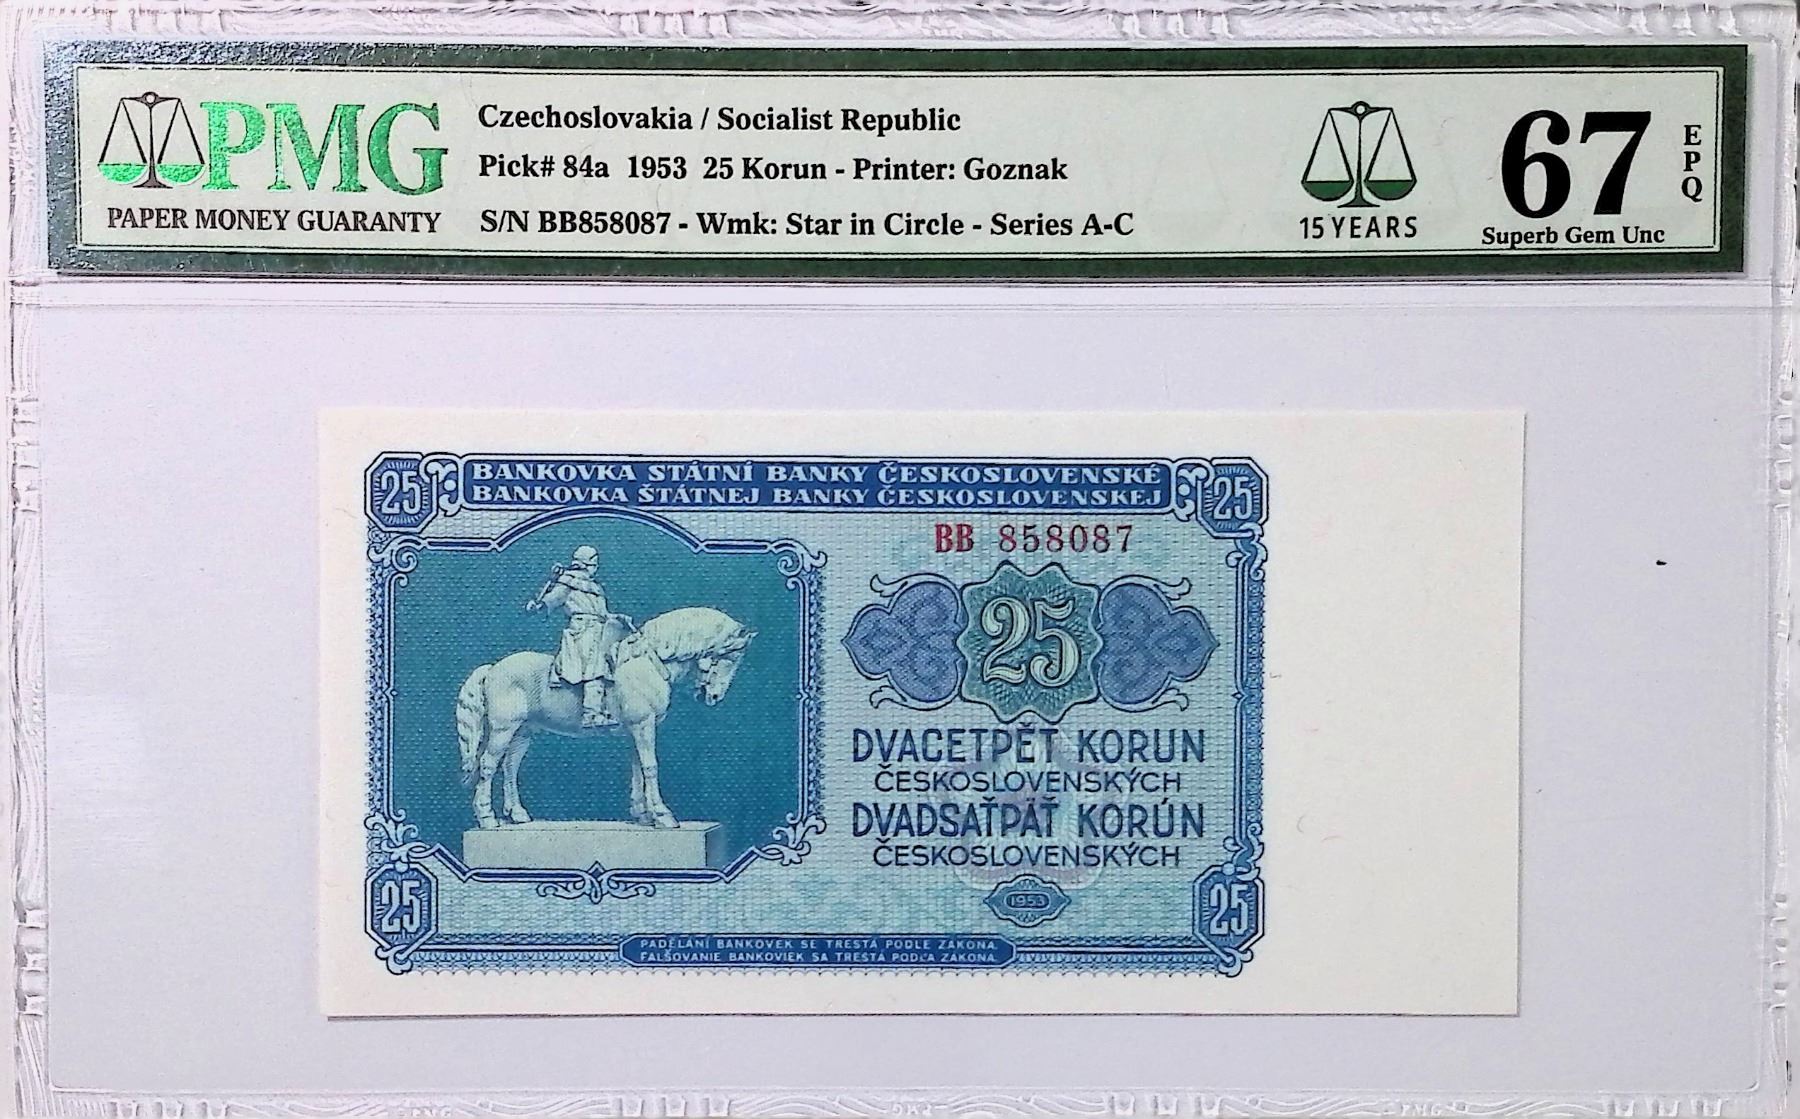 PMG
PAPER MONEY GUARANTY
Czechoslovakia / Socialist Republic
Pick# 84a 1953 25 Korun - Printer: Goznak
S/N BB858087 - Wmk: Star in Circle - Series A-C
15 YEARS
67
EPQ
Superb Gem Unc
25
BANKOVKA STÁTNÍ BANKY ČESKOSLOVENSKÉ
BANKOVKA ŠTÁTNEJ BANKY ČESKOSLOVENSKEJ
25
BB 858087
25
DVACETPĚT KORUN
ČESKOSLOVENSKÝCH
DVADSAŤPÄŤ KORÚN
ČESKOSLOVENSKÝCH
1953
25
25
PADĚLÁNÍ BANKOVEK SE TRESTÁ PODLE ZÁKONA.
FALŠOVANIE BANKOVIEK SA TRESTÁ PODĽA ZÁKONA.